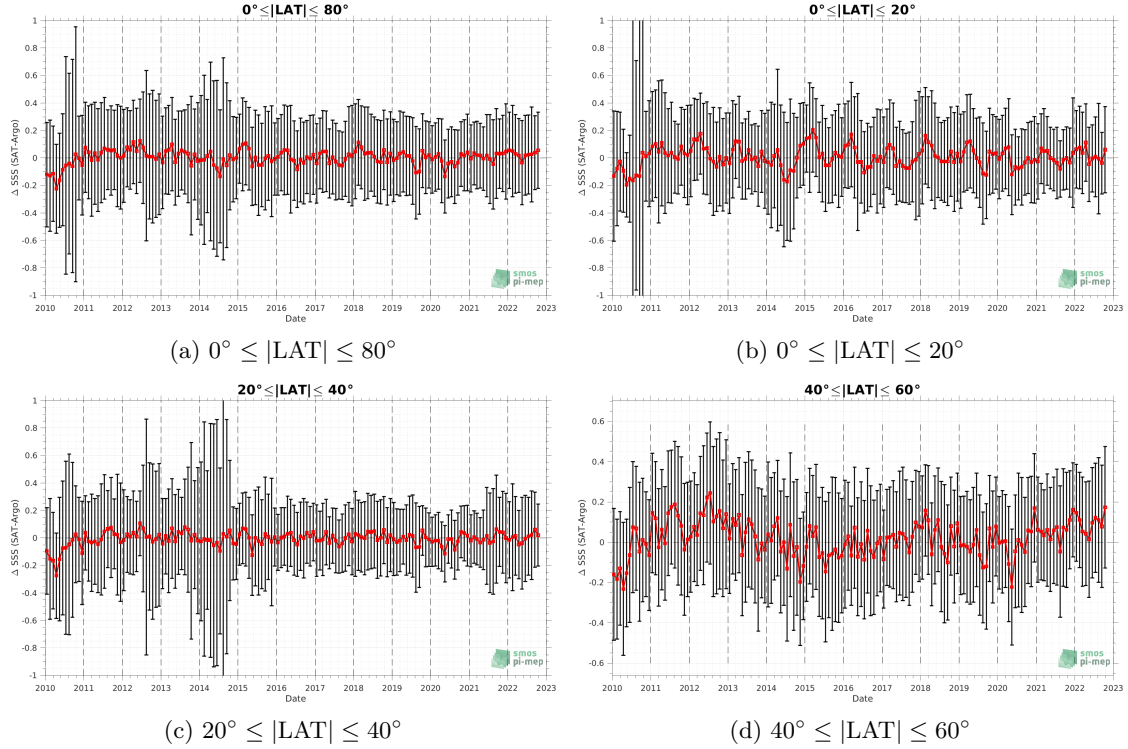 0°≤|LAT|≤ 80°
1
0.8
0.6
0.4
0.2
0
-0.2
-0.4
-0.6
-0.8
-1
Δ SSS (SAT-Argo)
2010 2011 2012 2013 2014 2015 2016 2017 2018 2019 2020 2021 2022 2023
Date
smos
pi-mep
(a) 0° ≤ |LAT| ≤ 80°
0°≤|LAT|≤ 20°
1
0.8
0.6
0.4
0.2
0
-0.2
-0.4
-0.6
-0.8
-1
Δ SSS (SAT-Argo)
2010 2011 2012 2013 2014 2015 2016 2017 2018 2019 2020 2021 2022 2023
Date
smos
pi-mep
(b) 0° ≤ |LAT| ≤ 20°
20°≤|LAT|≤ 40°
1
0.8
0.6
0.4
0.2
0
-0.2
-0.4
-0.6
-0.8
-1
Δ SSS (SAT-Argo)
2010 2011 2012 2013 2014 2015 2016 2017 2018 2019 2020 2021 2022 2023
Date
smos
pi-mep
(c) 20° ≤ |LAT| ≤ 40°
40°≤|LAT|≤ 60°
0.6
0.4
0.2
0
-0.2
-0.4
-0.6
Δ SSS (SAT-Argo)
2010 2011 2012 2013 2014 2015 2016 2017 2018 2019 2020 2021 2022 2023
Date
smos
pi-mep
(d) 40° ≤ |LAT| ≤ 60°